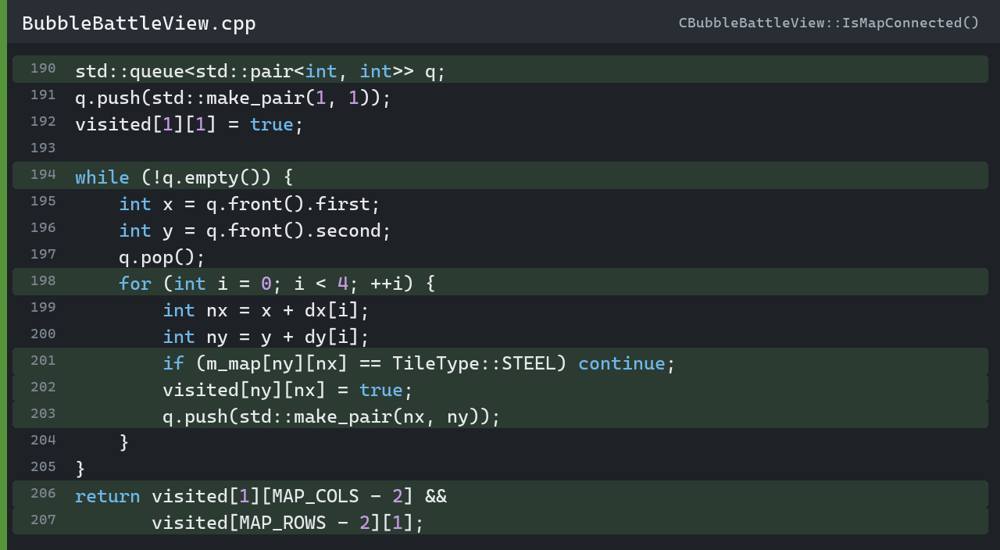 BubbleBattleView.cpp
CBubbleBattleView::IsMapConnected()
190 std::queue<std::pair<int, int>> q;
191 q.push(std::make_pair(1, 1));
192 visited[1][1] = true;
193
194 while (!q.empty()) {
195     int x = q.front().first;
196     int y = q.front().second;
197     q.pop();
198     for (int i = 0; i < 4; ++i) {
199         int nx = x + dx[i];
200         int ny = y + dy[i];
201         if (m_map[ny][nx] == TileType::STEEL) continue;
202         visited[ny][nx] = true;
203         q.push(std::make_pair(nx, ny));
204     }
205 }
206 return visited[1][MAP_COLS - 2] &&
207        visited[MAP_ROWS - 2][1];